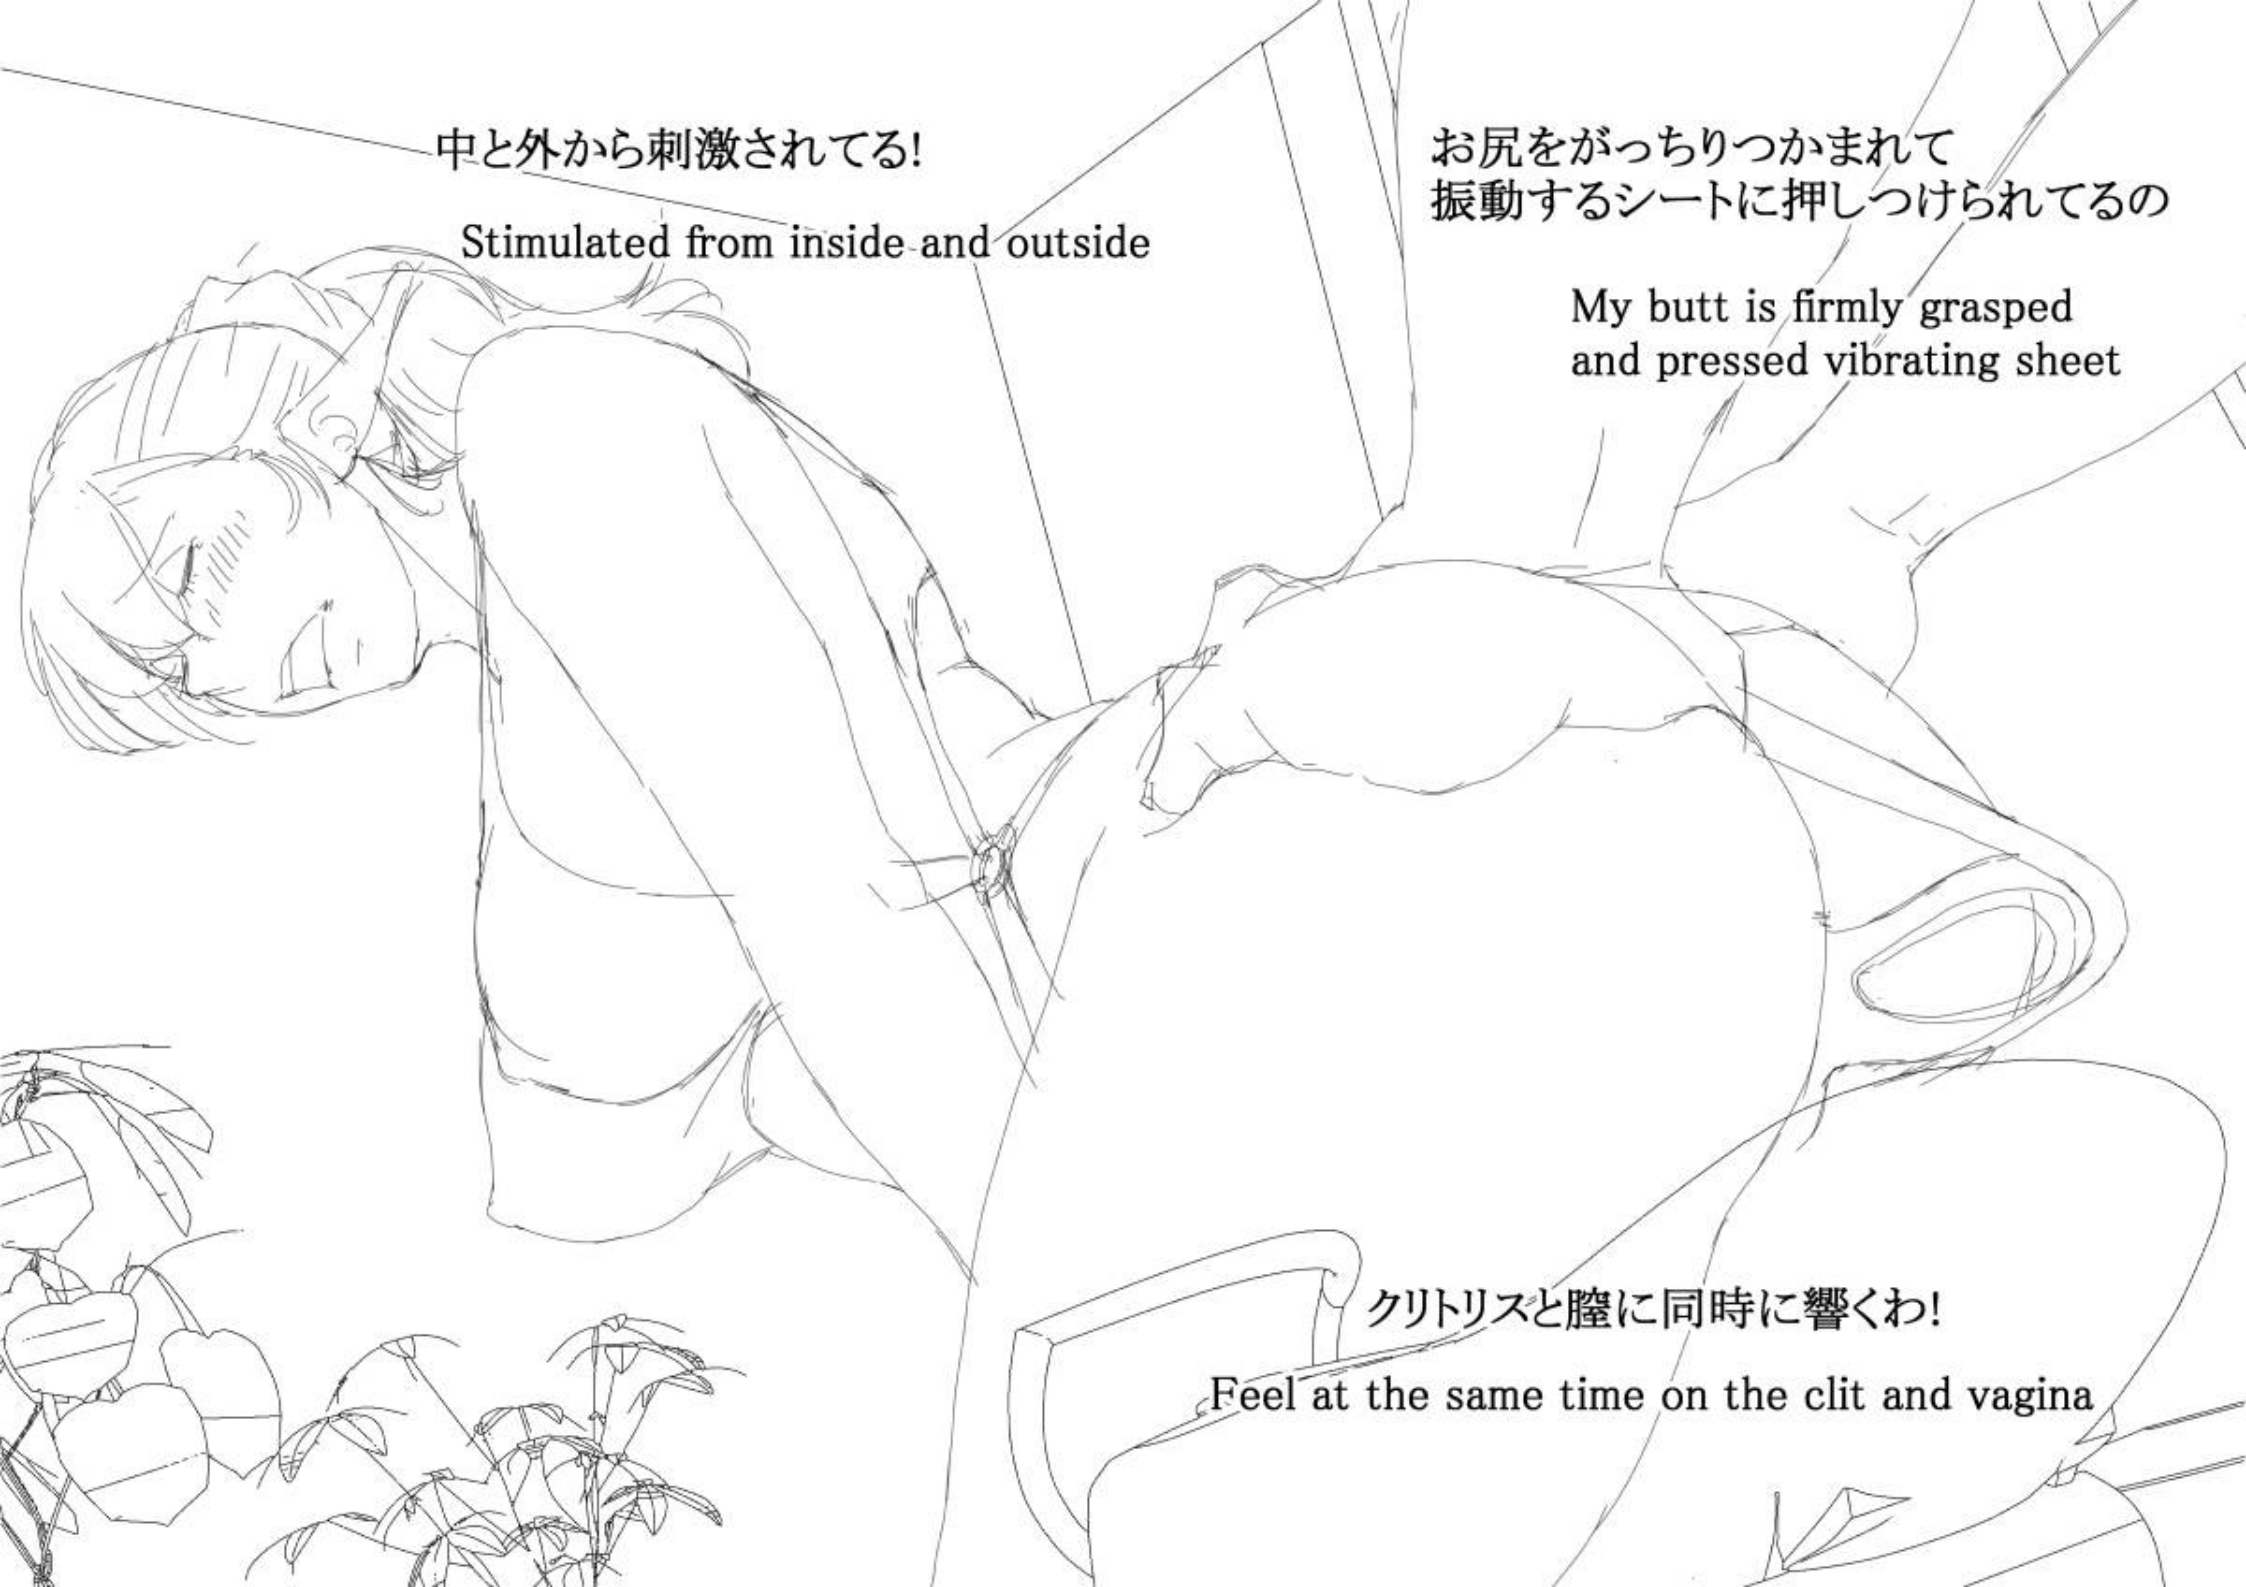 中と外から刺激されてる!
Stimulated from inside and outside
お尻をがっちりつかまれて
振動するシートに押しつけられてるの
My butt is firmly grasped
and pressed vibrating sheet
クリトリスと膣に同時に響くわ!
Feel at the same time on the clit and vagina